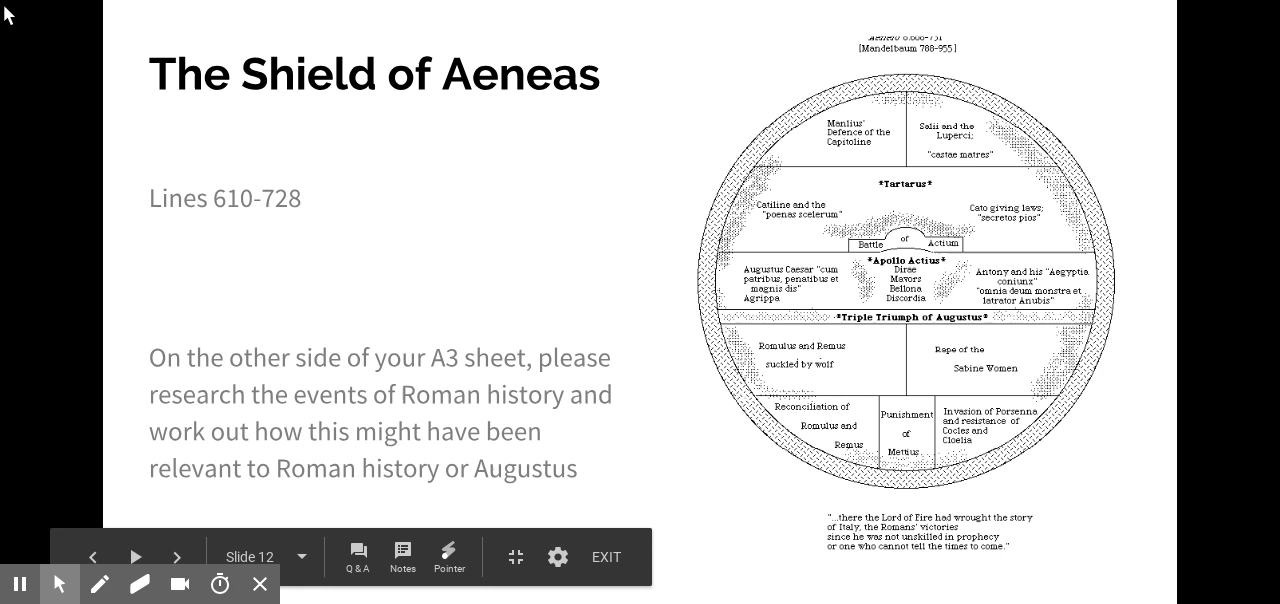 The Shield of Aeneas
Lines 610-728
On the other side of your A3 sheet, please
research the events of Roman history and
work out how this might have been
relevant to Roman history or Augustus
[Mandelbaum 788-955]
Manlius'
Defence of the
Capitoline
Salii and the
Luperci;
"castae matres"
*Tartarus*
Catiline and the
"poenas scelerum"
Cato giving laws;
"secretos pios"
Battle of Actium
*Apollo Actius*
Augustus Caesar "cum
patribus, penatibus et
magnis dis"
Agrippa
Dirae
Mavors
Bellona
Discordia
Antony and his "Aegyptia
coniunx"
"omnia deum monstra et
latrator Anubis"
*Triple Triumph of Augustus*
Romulus and Remus
suckled by wolf
Rape of the
Sabine Women
Reconciliation of
Romulus and
Remus
Punishment
of
Mettius
Invasion of Porsenna
and resistance of
Cocles and
Cloelia
"...there the Lord of Fire had wrought the story
of Italy, the Romans' victories
since he was not unskilled in prophecy
or one who cannot tell the times to come."
Slide 12
Q & A
Notes
Pointer
EXIT